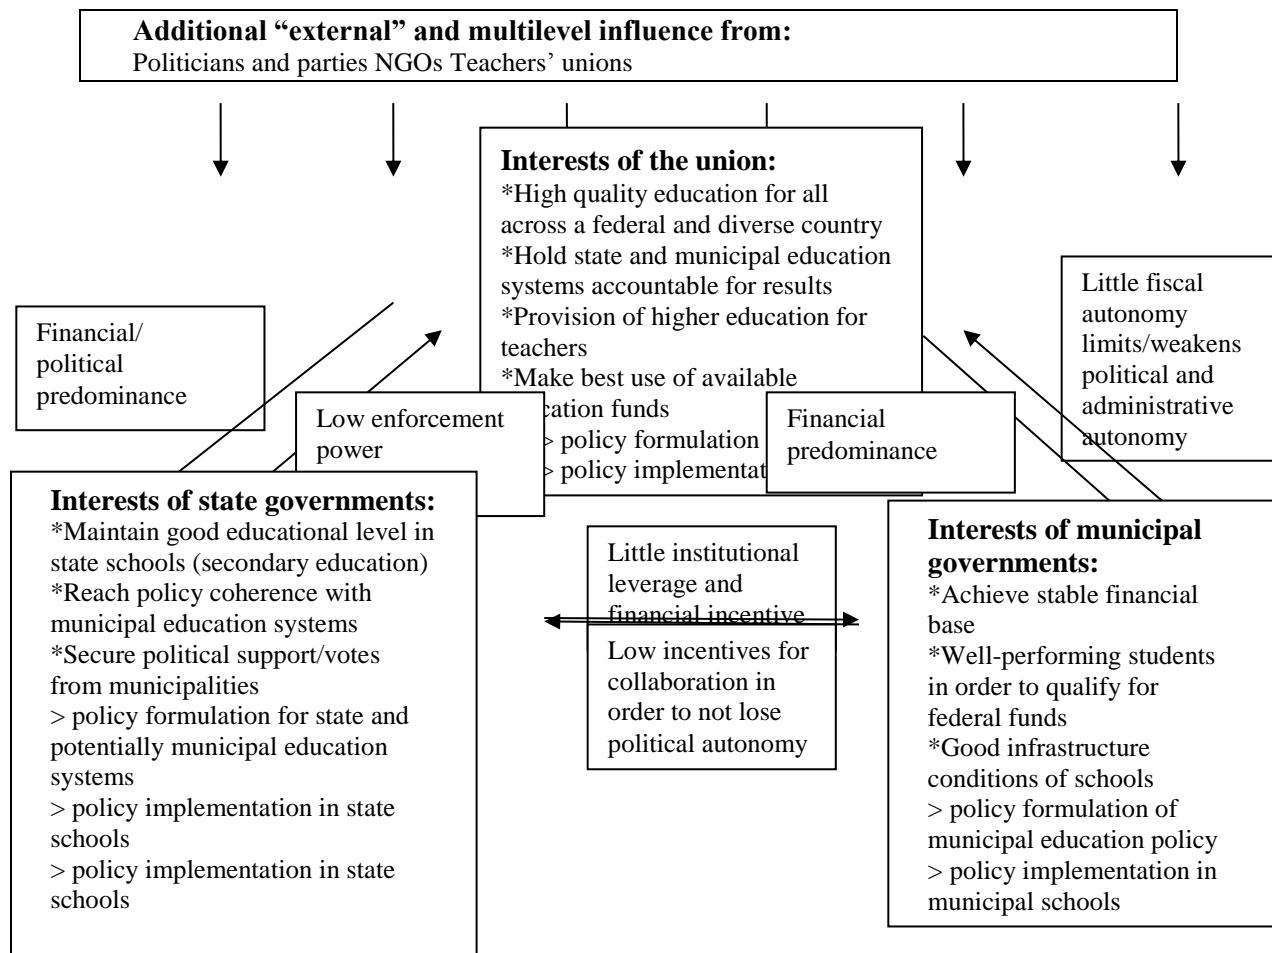 Additional “external” and multilevel influence from:
Politicians and parties NGOs Teachers’ unions
Interests of the union:
*High quality education for all
across a federal and diverse country
*Hold state and municipal education
systems accountable for results
*Provision of higher education for
teachers
*Make best use of available
funds
> policy formulation
> policy
Financial/
political
predominance
Low enforcement
power
Financial
predominance
Little fiscal
autonomy
limits/weakens
political and
administrative
autonomy
Interests of state governments:
*Maintain good educational level in
state schools (secondary education)
*Reach policy coherence with
municipal education systems
*Secure political support/votes
from municipalities
> policy formulation for state and
potentially municipal education
systems
> policy implementation in state
schools
> policy implementation in state
schools
Little institutional
leverage and
financial incentive
Low incentives for
collaboration in
order to not lose
political autonomy
Interests of municipal
governments:
*Achieve stable financial
base
*Well-performing students
in order to qualify for
federal funds
*Good infrastructure
conditions of schools
> policy formulation of
municipal education policy
> policy implementation in
municipal schools